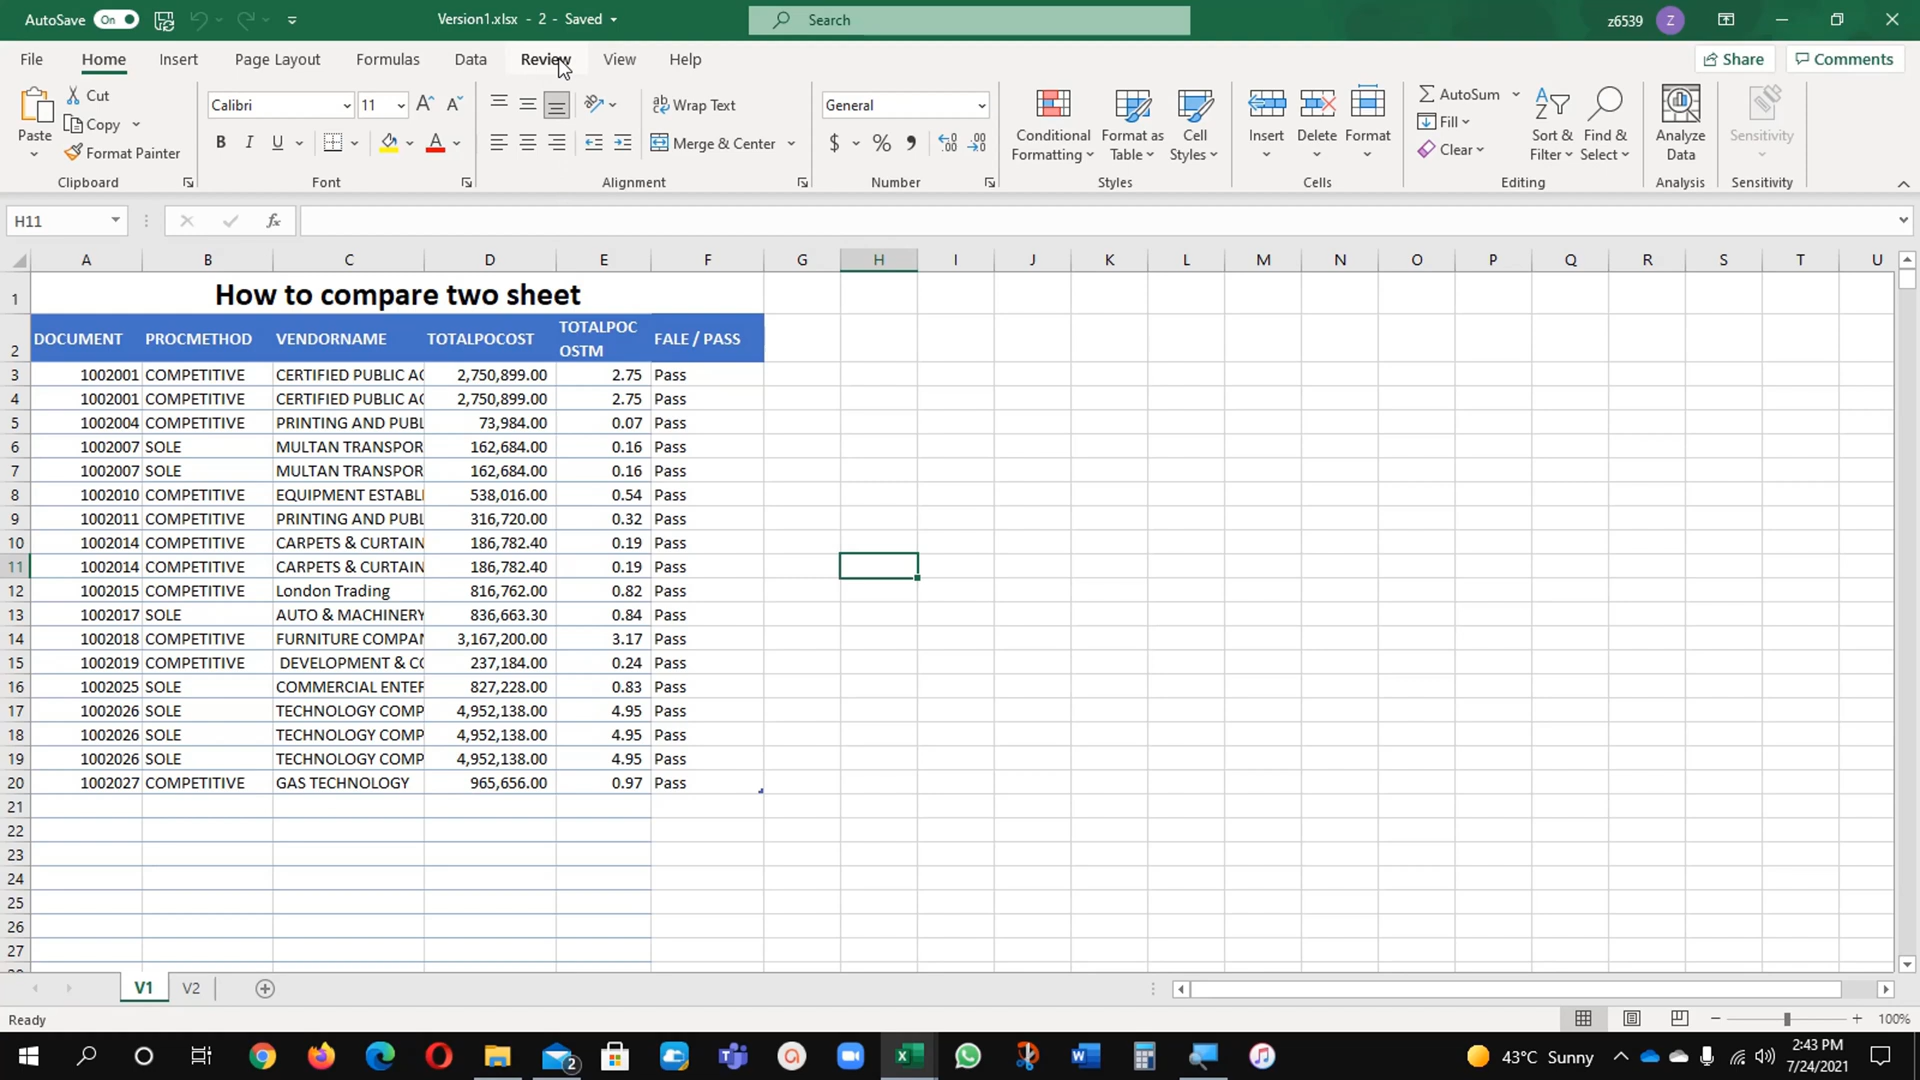 AutoSave On Version1.xlsx - 2 - Saved Search z6539 Z
File Home Insert Page Layout Formulas Data Review View Help Share Comments
Paste Cut Copy Format Painter Clipboard
Calibri 11 A A B I U A Font
Wrap Text Merge & Center Alignment
General $ % , Number
Conditional Formatting Format as Table Cell Styles Styles
Insert Delete Format Cells
AutoSum Fill Clear Sort & Filter Find & Select Editing
Analyze Data Analysis
Sensitivity Sensitivity
H11 fx
A B C D E F G H I J K L M N O P Q R S T U
1 How to compare two sheet
2 DOCUMENT PROCMETHOD VENDORNAME TOTALPOCOST TOTALPOCOSTM FALE / PASS
3 1002001 COMPETITIVE CERTIFIED PUBLIC AC 2,750,899.00 2.75 Pass
4 1002001 COMPETITIVE CERTIFIED PUBLIC AC 2,750,899.00 2.75 Pass
5 1002004 COMPETITIVE PRINTING AND PUBL 73,984.00 0.07 Pass
6 1002007 SOLE MULTAN TRANSPOR 162,684.00 0.16 Pass
7 1002007 SOLE MULTAN TRANSPOR 162,684.00 0.16 Pass
8 1002010 COMPETITIVE EQUIPMENT ESTABL 538,016.00 0.54 Pass
9 1002011 COMPETITIVE PRINTING AND PUBL 316,720.00 0.32 Pass
10 1002014 COMPETITIVE CARPETS & CURTAIN 186,782.40 0.19 Pass
11 1002014 COMPETITIVE CARPETS & CURTAIN 186,782.40 0.19 Pass
12 1002015 COMPETITIVE London Trading 816,762.00 0.82 Pass
13 1002017 SOLE AUTO & MACHINERY 836,663.30 0.84 Pass
14 1002018 COMPETITIVE FURNITURE COMPAN 3,167,200.00 3.17 Pass
15 1002019 COMPETITIVE DEVELOPMENT & CO 237,184.00 0.24 Pass
16 1002025 SOLE COMMERCIAL ENTER 827,228.00 0.83 Pass
17 1002026 SOLE TECHNOLOGY COMP 4,952,138.00 4.95 Pass
18 1002026 SOLE TECHNOLOGY COMP 4,952,138.00 4.95 Pass
19 1002026 SOLE TECHNOLOGY COMP 4,952,138.00 4.95 Pass
20 1002027 COMPETITIVE GAS TECHNOLOGY 965,656.00 0.97 Pass
21
22
23
24
25
26
27
V1 V2
Ready 100%
2 43°C Sunny 2:43 PM
7/24/2021